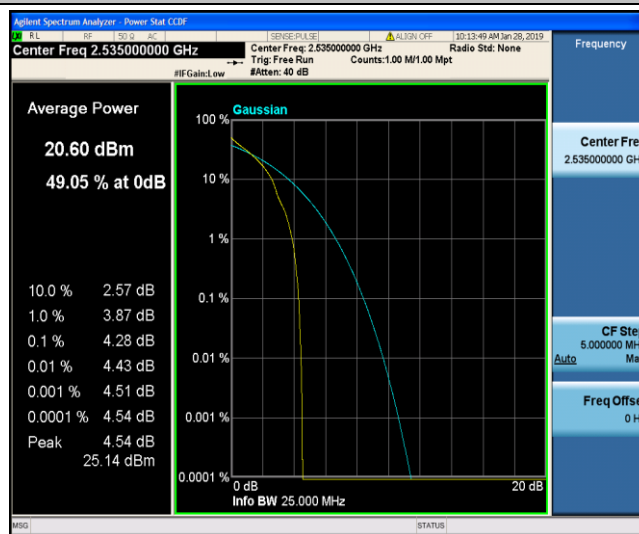 Agilent Spectrum Analyzer - Power Stat CCDF
RL RF 50 Ω AC SENSE:PULSE ALIGN OFF 10:13:49 AM Jan 28, 2019
Center Freq 2.535000000 GHz
Center Freq: 2.535000000 GHz Radio Std: None
Trig: Free Run Counts:1.00 M/1.00 Mpt
#IFGain:Low #Atten: 40 dB
Frequency
Average Power
20.60 dBm
49.05 % at 0dB
10.0 % 2.57 dB
1.0 % 3.87 dB
0.1 % 4.28 dB
0.01 % 4.43 dB
0.001 % 4.51 dB
0.0001 % 4.54 dB
Peak 4.54 dB
25.14 dBm
Gaussian
100 %
10 %
1 %
0.1 %
0.01 %
0.001 %
0.0001 %
0 dB 20 dB
Info BW 25.000 MHz
Center Fre
2.535000000 GH
CF Ste
5.000000 MH
Auto Ma
Freq Offse
0 H
MSG STATUS